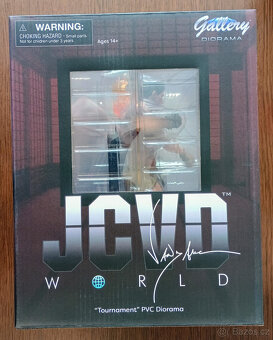 WARNING:
CHOKING HAZARD - Small parts.
Not for children under 3 years.
Ages 14+
Gallery
DIORAMA
JCVD™
WORLD
"Tournament" PVC Diorama